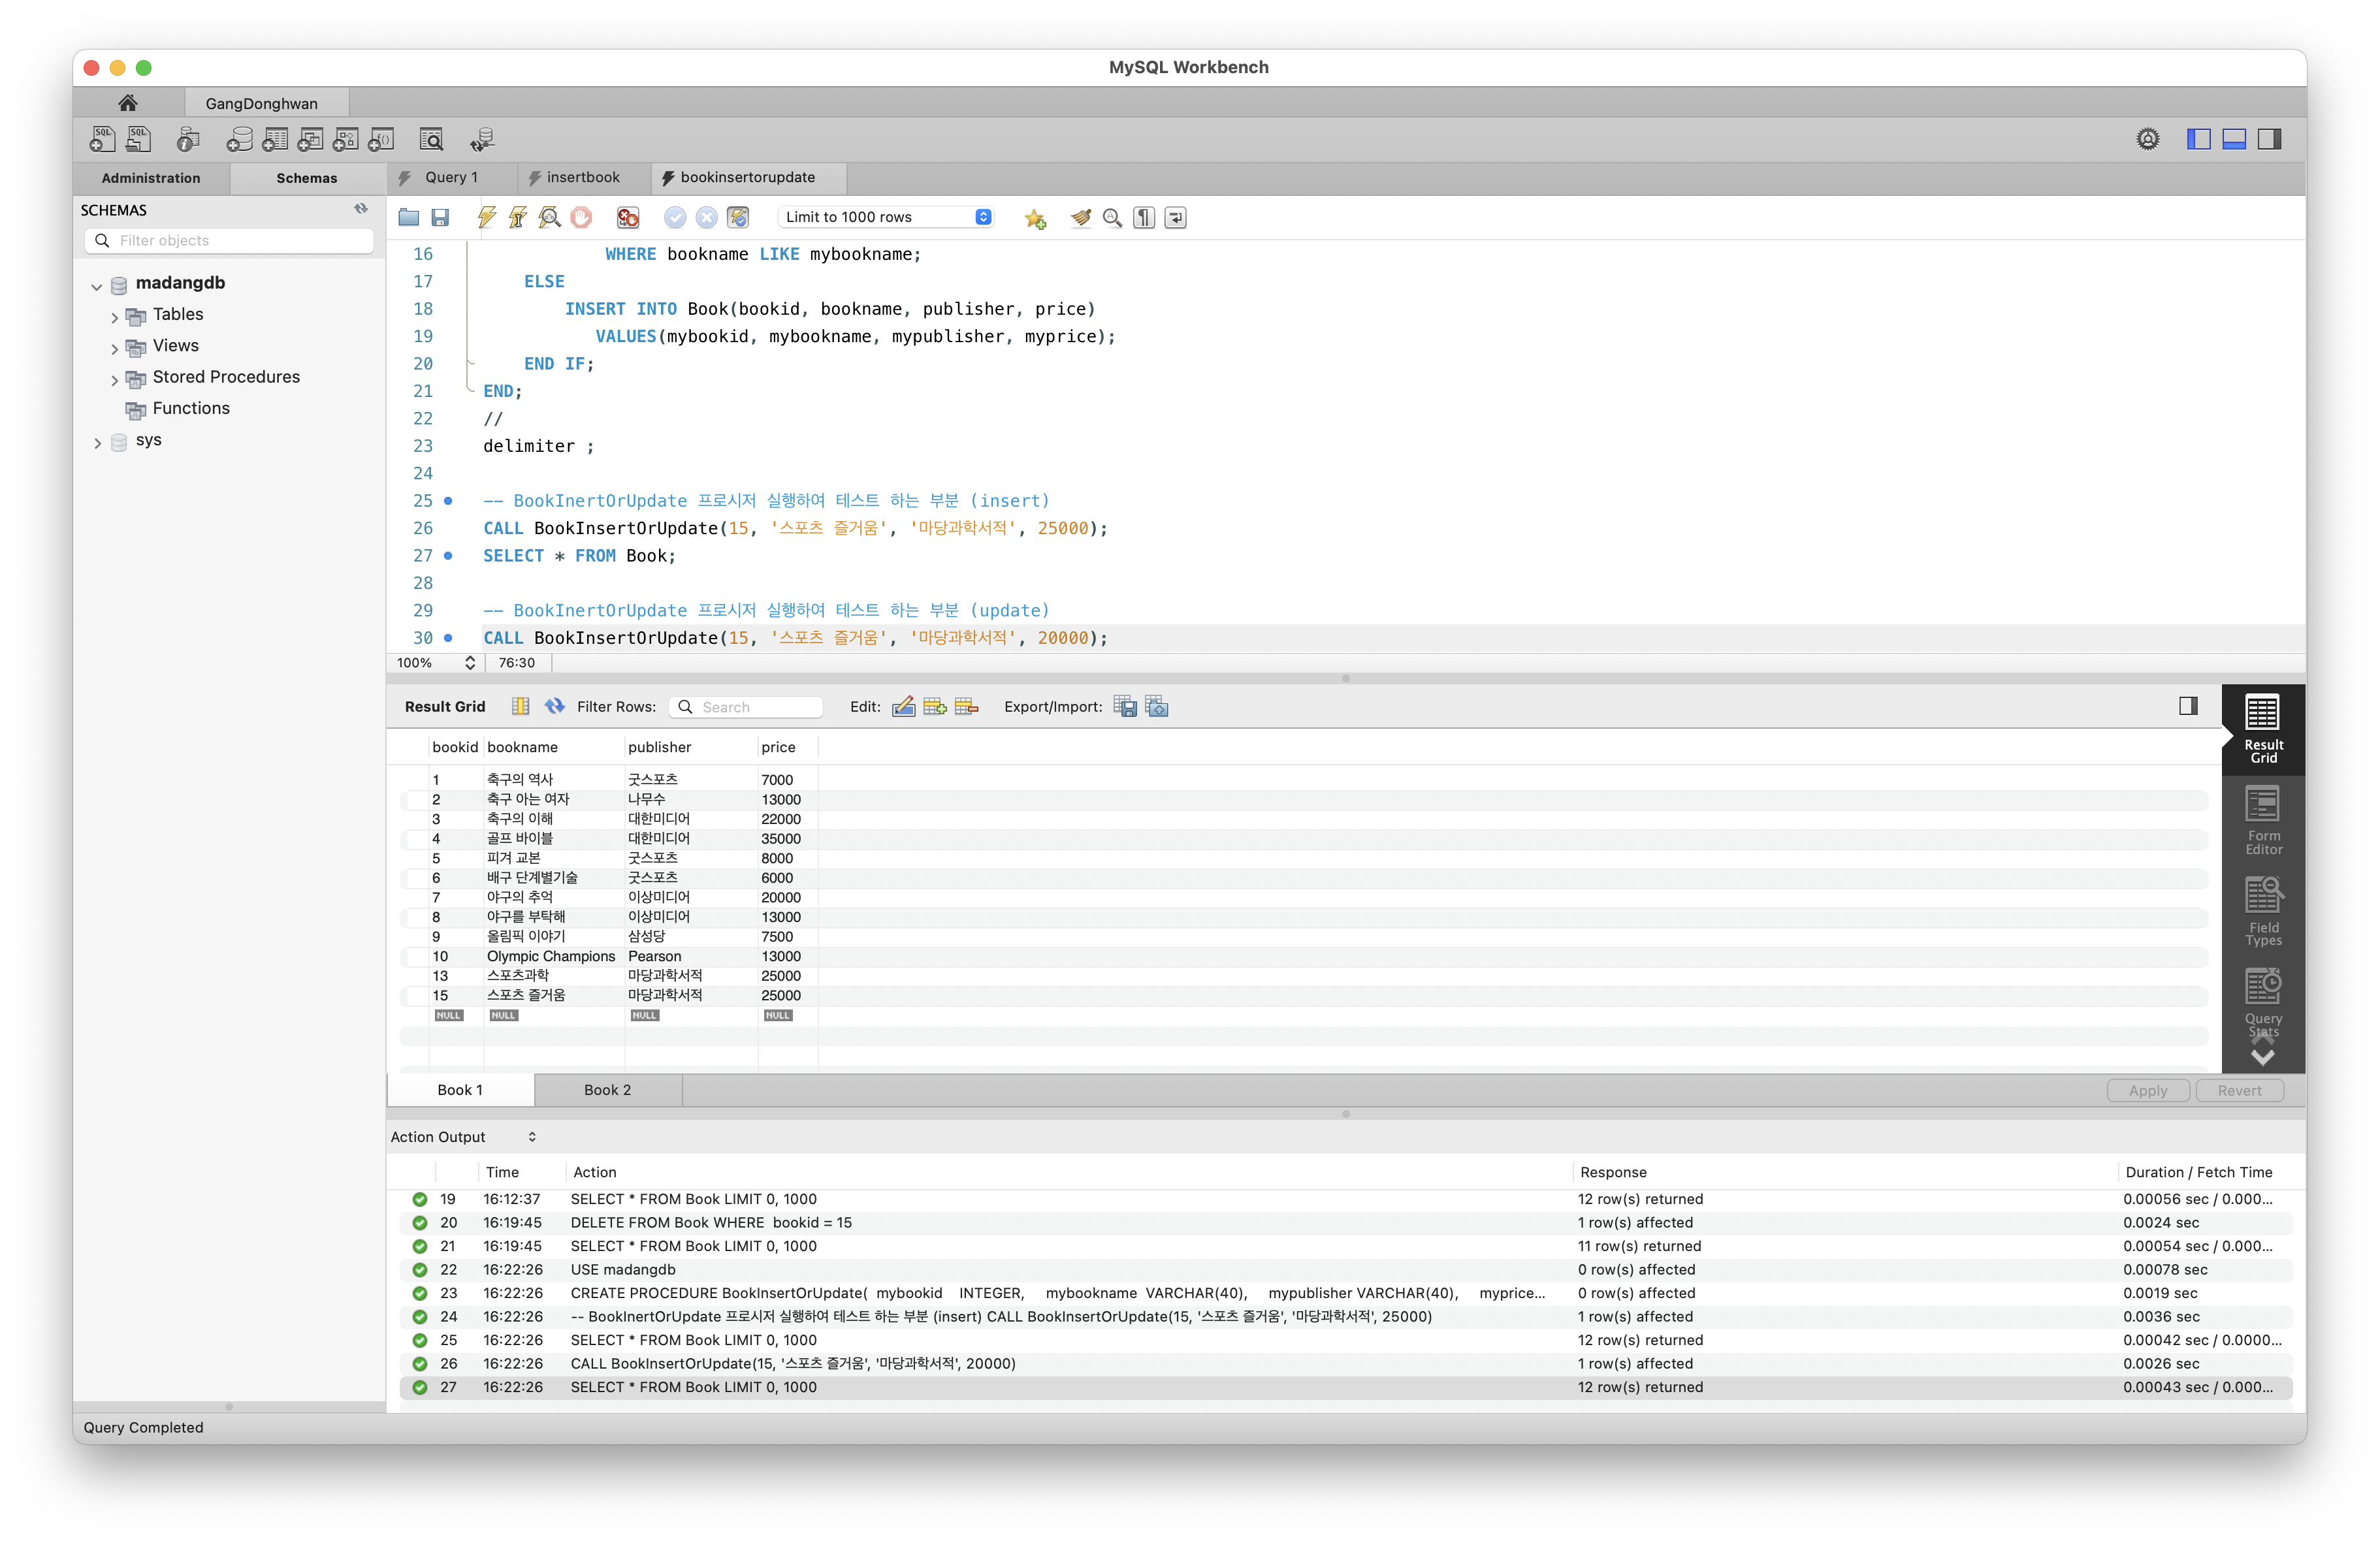 MySQL Workbench
GangDonghwan
Administration Schemas Query 1 insertbook bookinsertorupdate
SCHEMAS
Filter objects
madangdb
Tables
Views
Stored Procedures
Functions
sys
Limit to 1000 rows
16 WHERE bookname LIKE mybookname;
17 ELSE
18 INSERT INTO Book(bookid, bookname, publisher, price)
19 VALUES(mybookid, mybookname, mypublisher, myprice);
20 END IF;
21 END;
22 //
23 delimiter ;
24
25 -- BookInertOrUpdate 프로시저 실행하여 테스트 하는 부분 (insert)
26 CALL BookInsertOrUpdate(15, '스포츠 즐거움', '마당과학서적', 25000);
27 SELECT * FROM Book;
28
29 -- BookInertOrUpdate 프로시저 실행하여 테스트 하는 부분 (update)
30 CALL BookInsertOrUpdate(15, '스포츠 즐거움', '마당과학서적', 20000);
100% 76:30
Result Grid Filter Rows: Search Edit: Export/Import:
bookid bookname publisher price
1 축구의 역사 굿스포츠 7000
2 축구 아는 여자 나무수 13000
3 축구의 이해 대한미디어 22000
4 골프 바이블 대한미디어 35000
5 피겨 교본 굿스포츠 8000
6 배구 단계별기술 굿스포츠 6000
7 야구의 추억 이상미디어 20000
8 야구를 부탁해 이상미디어 13000
9 올림픽 이야기 삼성당 7500
10 Olympic Champions Pearson 13000
13 스포츠과학 마당과학서적 25000
15 스포츠 즐거움 마당과학서적 25000
NULL NULL NULL NULL
Result
Grid
Form
Editor
Field
Types
Query
Stats
Book 1 Book 2 Apply Revert
Action Output
Time Action Response Duration / Fetch Time
19 16:12:37 SELECT * FROM Book LIMIT 0, 1000 12 row(s) returned 0.00056 sec / 0.000...
20 16:19:45 DELETE FROM Book WHERE bookid = 15 1 row(s) affected 0.0024 sec
21 16:19:45 SELECT * FROM Book LIMIT 0, 1000 11 row(s) returned 0.00054 sec / 0.000...
22 16:22:26 USE madangdb 0 row(s) affected 0.00078 sec
23 16:22:26 CREATE PROCEDURE BookInsertOrUpdate( mybookid INTEGER, mybookname VARCHAR(40), mypublisher VARCHAR(40), myprice... 0 row(s) affected 0.0019 sec
24 16:22:26 -- BookInertOrUpdate 프로시저 실행하여 테스트 하는 부분 (insert) CALL BookInsertOrUpdate(15, '스포츠 즐거움', '마당과학서적', 25000) 1 row(s) affected 0.0036 sec
25 16:22:26 SELECT * FROM Book LIMIT 0, 1000 12 row(s) returned 0.00042 sec / 0.0000...
26 16:22:26 CALL BookInsertOrUpdate(15, '스포츠 즐거움', '마당과학서적', 20000) 1 row(s) affected 0.0026 sec
27 16:22:26 SELECT * FROM Book LIMIT 0, 1000 12 row(s) returned 0.00043 sec / 0.000...
Query Completed